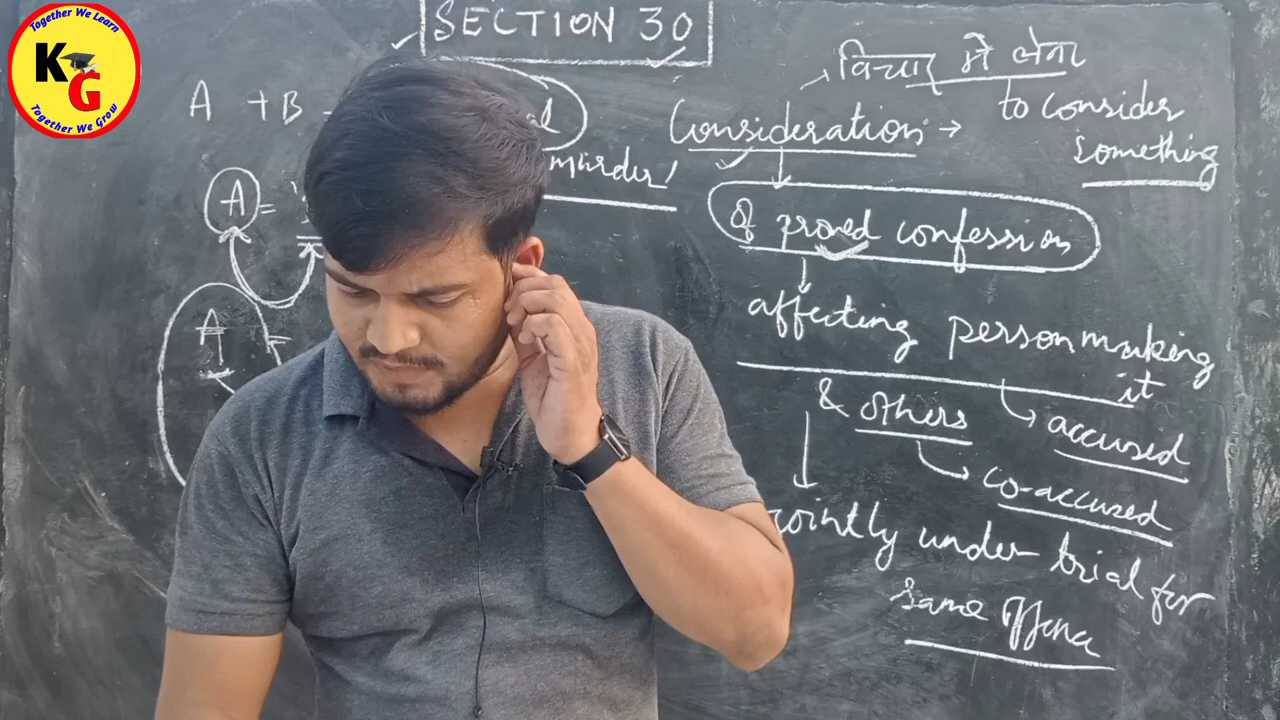 Together We Learn
K
G
Together We Grow
SECTION 30
A + B
murder'
A =
A =
विचार मे लेना
Consideration → to consider
something
of proved confession
affecting person making
it
& others
accused
co-accused
jointly under trial for
same offence